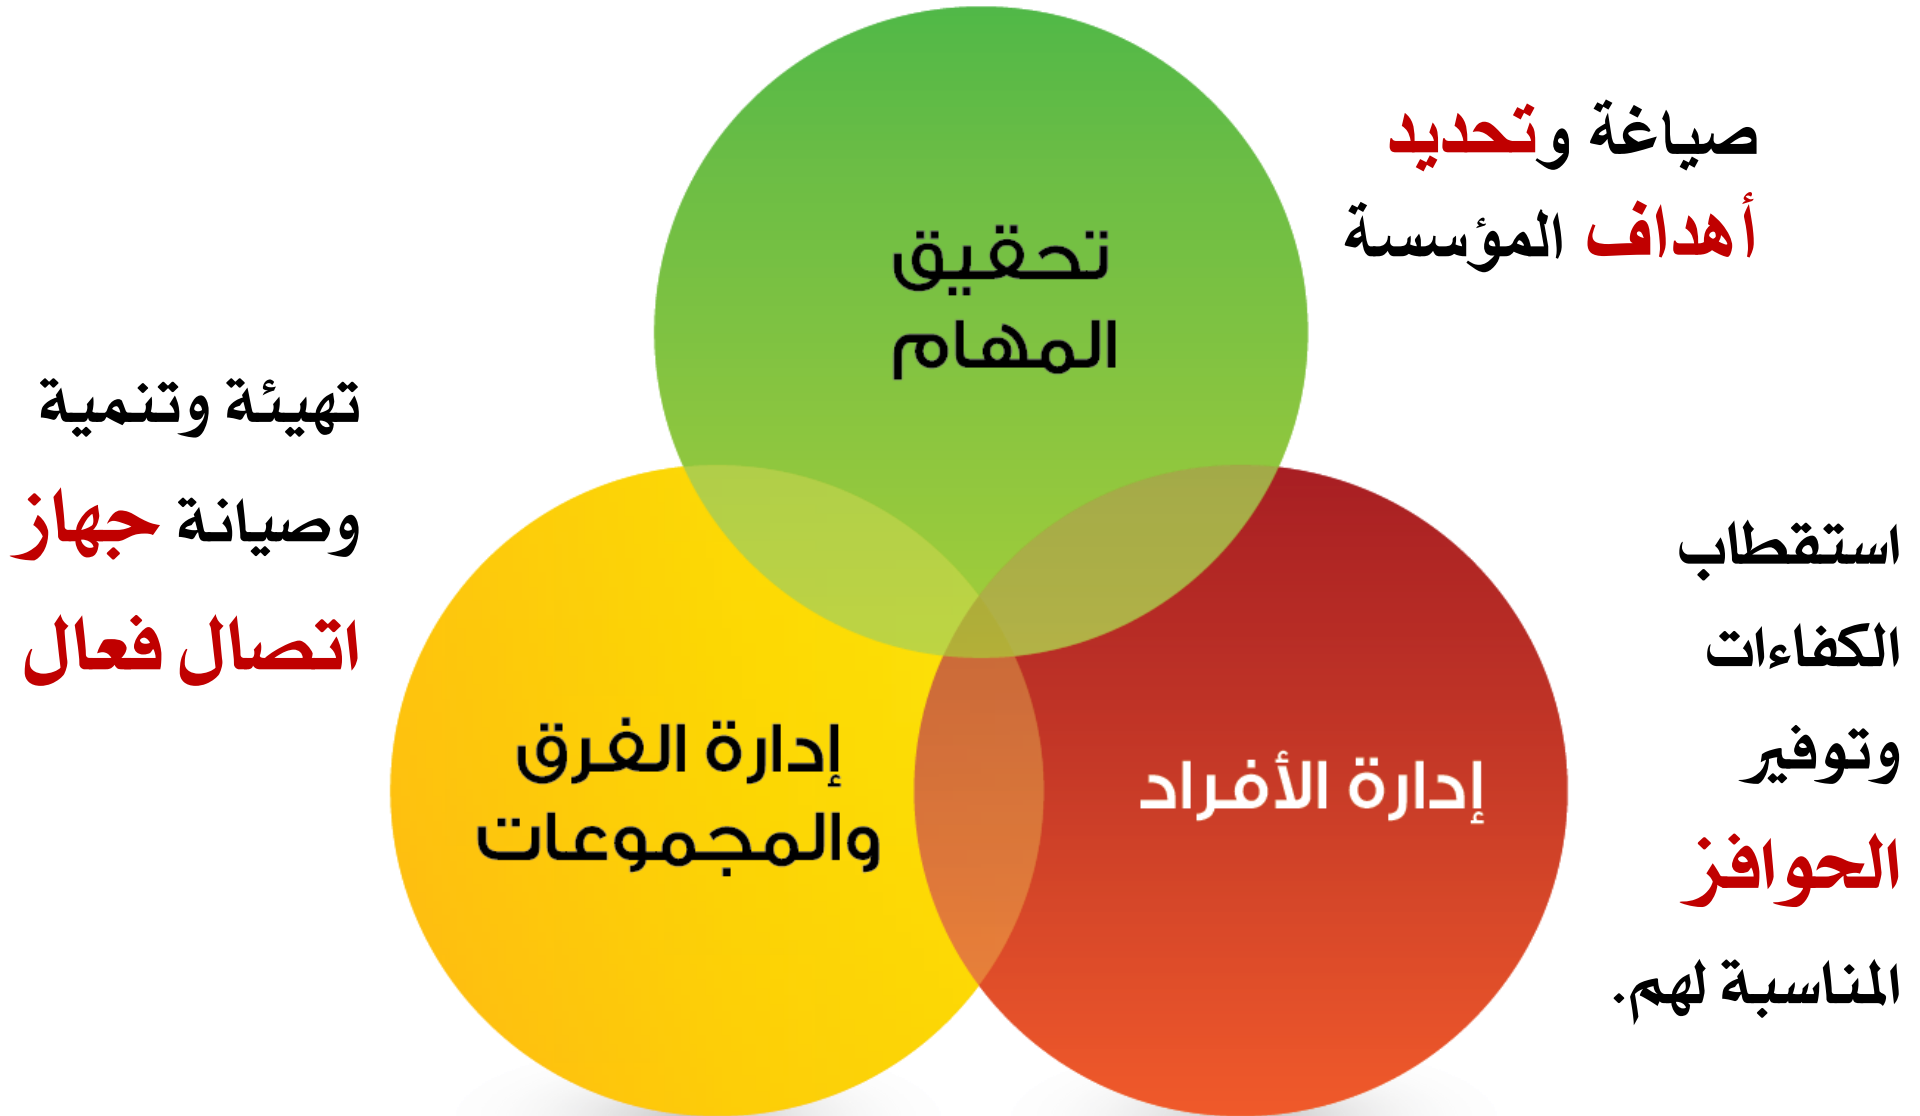 صياغة وتحديد
أهداف المؤسسة
تحقيق
المهام
تهيئة وتنمية
وصيانة جهاز
اتصال فعال
استقطاب
الكفاءات
وتوفير
الحوافز
المناسبة لهم.
إدارة الأفراد
إدارة الفرق
والمجموعات